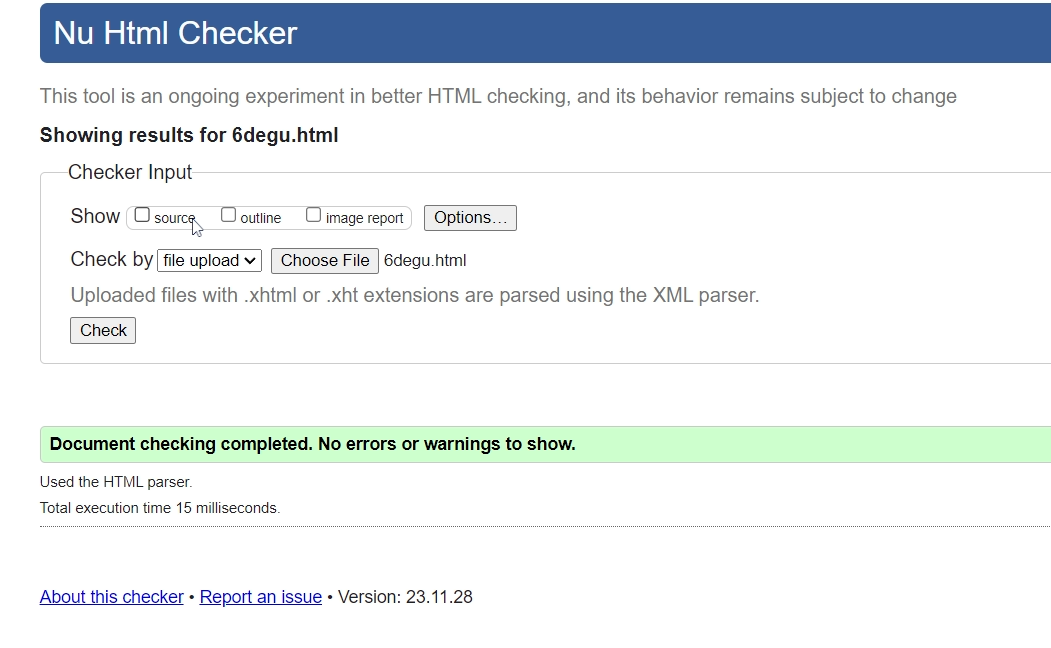 Nu Html Checker
This tool is an ongoing experiment in better HTML checking, and its behavior remains subject to change
Showing results for 6degu.html
Checker Input
Show source outline image report Options...
Check by file upload Choose File 6degu.html
Uploaded files with .xhtml or .xht extensions are parsed using the XML parser.
Check
Document checking completed. No errors or warnings to show.
Used the HTML parser.
Total execution time 15 milliseconds.
About this checker • Report an issue • Version: 23.11.28